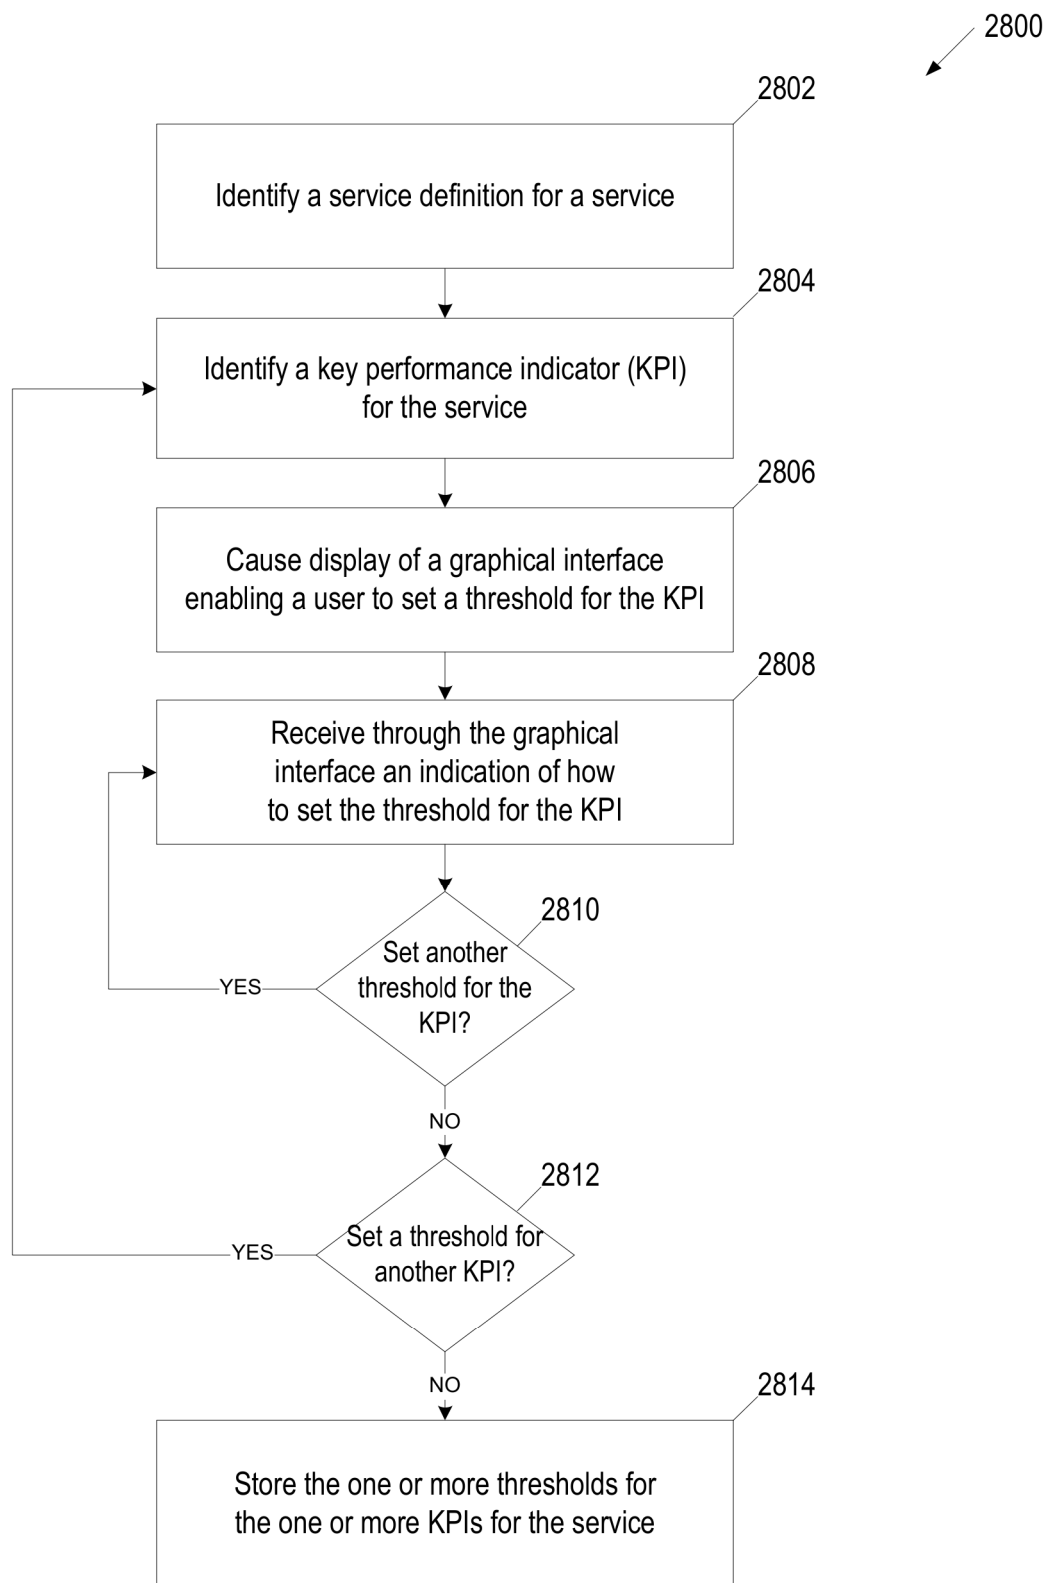 2800
2802
Identify a service definition for a service
2804
Identify a key performance indicator (KPI)
for the service
2806
Cause display of a graphical interface
enabling a user to set a threshold for the KPI
2808
Receive through the graphical
interface an indication of how
to set the threshold for the KPI
2810
Set another
threshold for the
KPI?
YES
NO
2812
Set a threshold for
another KPI?
YES
NO
2814
Store the one or more thresholds for
the one or more KPIs for the service